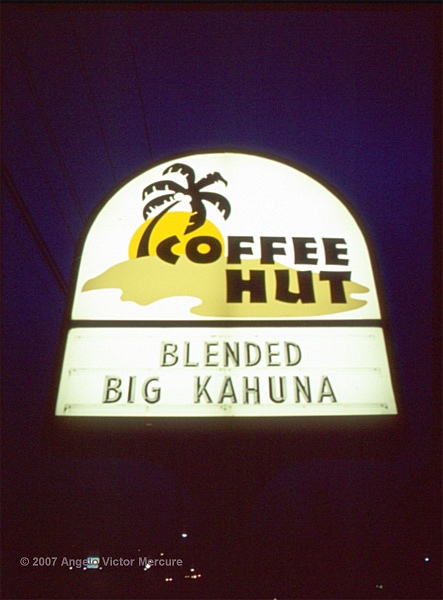 COFFEE
HUT
BLENDED
BIG KAHUNA
© 2007 Angelo Victor Mercure